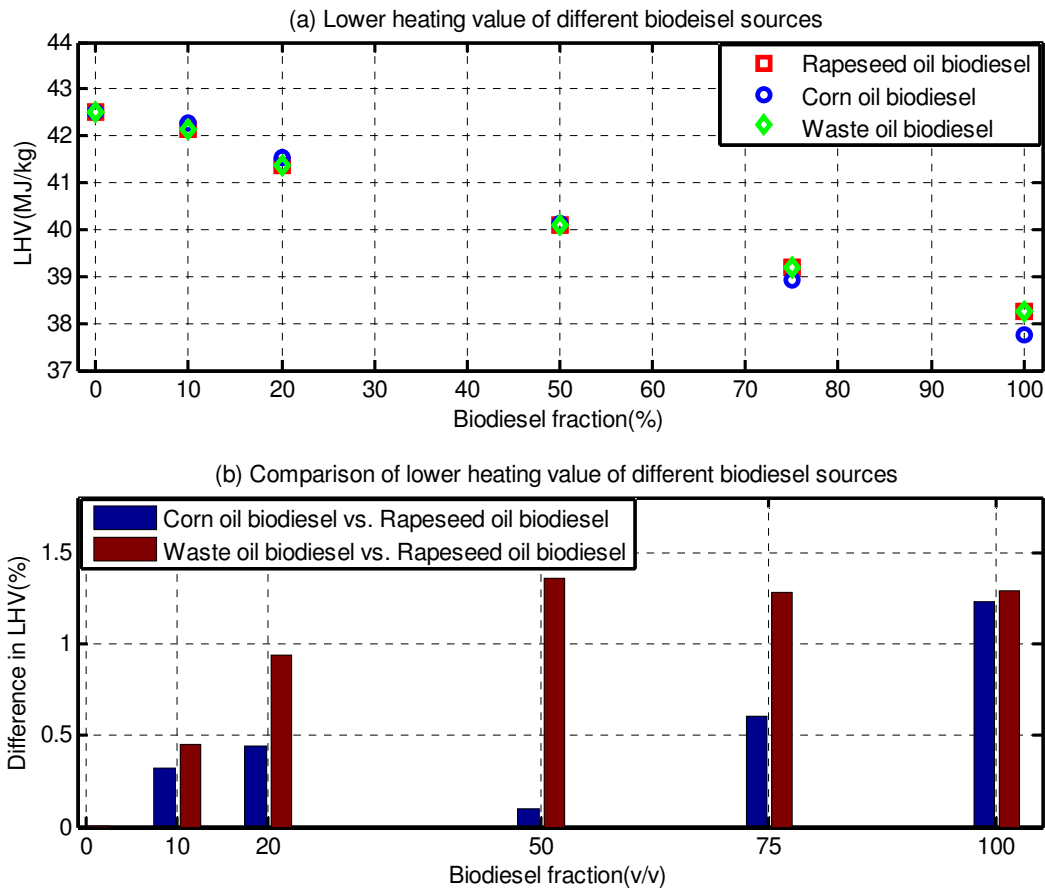 (a) Lower heating value of different biodeisel sources
44
43
42
41
40
39
38
37
LHV(MJ/kg)
Rapeseed oil biodiesel
Corn oil biodiesel
Waste oil biodiesel
0 10 20 30 40 50 60 70 80 90 100
Biodiesel fraction(%)
(b) Comparison of lower heating value of different biodiesel sources
Corn oil biodiesel vs. Rapeseed oil biodiesel
Waste oil biodiesel vs. Rapeseed oil biodiesel
1.5
1
0.5
0
Difference in LHV(%)
0 10 20 50 75 100
Biodiesel fraction(v/v)